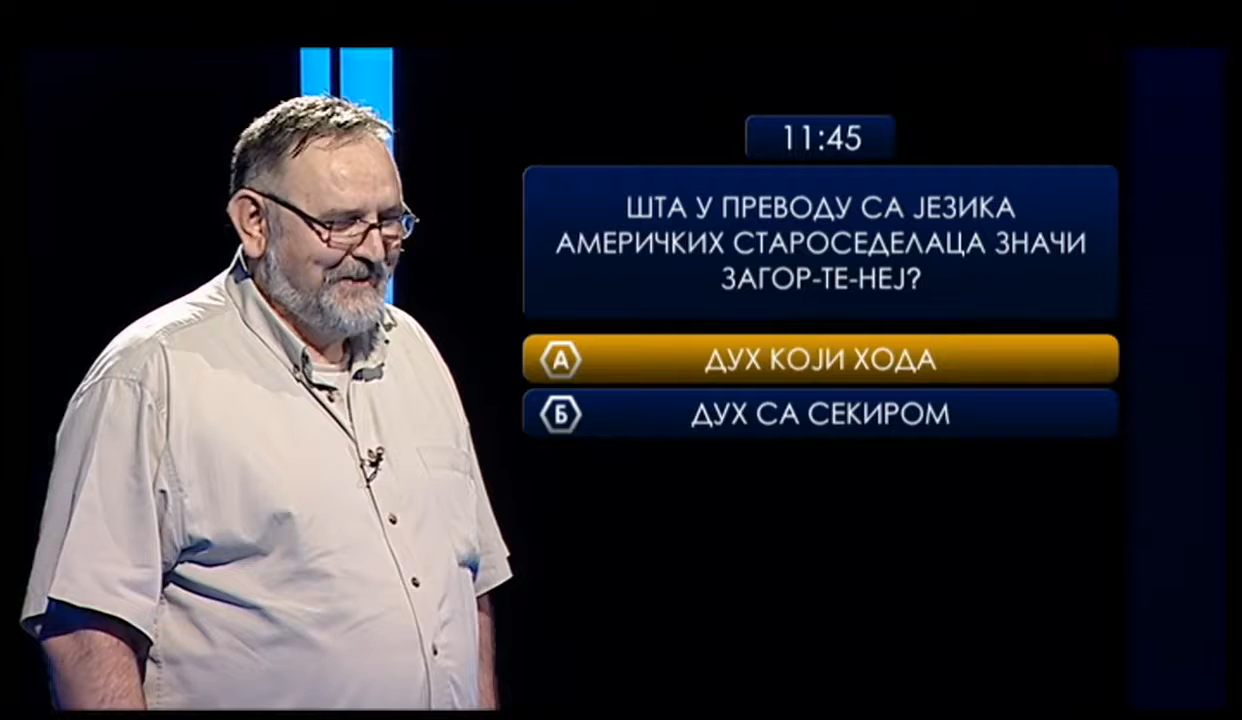 11:45
ШТА У ПРЕВОДУ СА ЈЕЗИКА
АМЕРИЧКИХ СТАРОСЕДЕЛАЦА ЗНАЧИ
ЗАГОР-ТЕ-НЕЈ?
А ДУХ КОЈИ ХОДА
Б ДУХ СА СЕКИРОМ